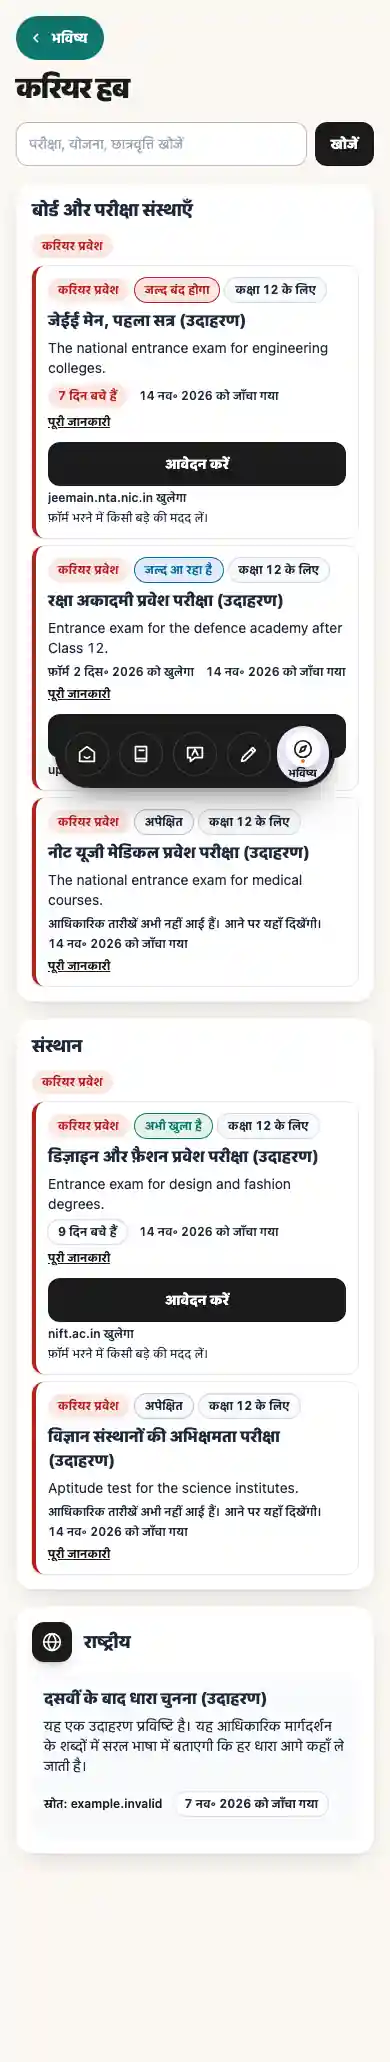 भविष्य
करियर हब
परीक्षा, योजना, छात्रवृत्ति खोजें
खोजें
बोर्ड और परीक्षा संस्थाएँ
करियर प्रवेश
करियर प्रवेश जल्द बंद होगा कक्षा 12 के लिए
जेईई मेन, पहला सत्र (उदाहरण)
The national entrance exam for engineering
colleges.
7 दिन बचे हैं 14 नव॰ 2026 को जाँचा गया
पूरी जानकारी
आवेदन करें
jeemain.nta.nic.in खुलेगा
फ़ॉर्म भरने में किसी बड़े की मदद लें।
करियर प्रवेश जल्द आ रहा है कक्षा 12 के लिए
रक्षा अकादमी प्रवेश परीक्षा (उदाहरण)
Entrance exam for the defence academy after
Class 12.
फ़ॉर्म 2 दिस॰ 2026 को खुलेगा 14 नव॰ 2026 को जाँचा गया
पूरी जानकारी
भविष्य
करियर प्रवेश अपेक्षित कक्षा 12 के लिए
नीट यूजी मेडिकल प्रवेश परीक्षा (उदाहरण)
The national entrance exam for medical
courses.
आधिकारिक तारीखें अभी नहीं आई हैं। आने पर यहाँ दिखेंगी।
14 नव॰ 2026 को जाँचा गया
पूरी जानकारी
संस्थान
करियर प्रवेश
करियर प्रवेश अभी खुला है कक्षा 12 के लिए
डिज़ाइन और फ़ैशन प्रवेश परीक्षा (उदाहरण)
Entrance exam for design and fashion
degrees.
9 दिन बचे हैं 14 नव॰ 2026 को जाँचा गया
पूरी जानकारी
आवेदन करें
nift.ac.in खुलेगा
फ़ॉर्म भरने में किसी बड़े की मदद लें।
करियर प्रवेश अपेक्षित कक्षा 12 के लिए
विज्ञान संस्थानों की अभिक्षमता परीक्षा
(उदाहरण)
Aptitude test for the science institutes.
आधिकारिक तारीखें अभी नहीं आई हैं। आने पर यहाँ दिखेंगी।
14 नव॰ 2026 को जाँचा गया
पूरी जानकारी
राष्ट्रीय
दसवीं के बाद धारा चुनना (उदाहरण)
यह एक उदाहरण प्रविष्टि है। यह आधिकारिक मार्गदर्शन
के शब्दों में सरल भाषा में बताएगी कि हर धारा आगे कहाँ ले
जाती है।
स्रोत: example.invalid 7 नव॰ 2026 को जाँचा गया